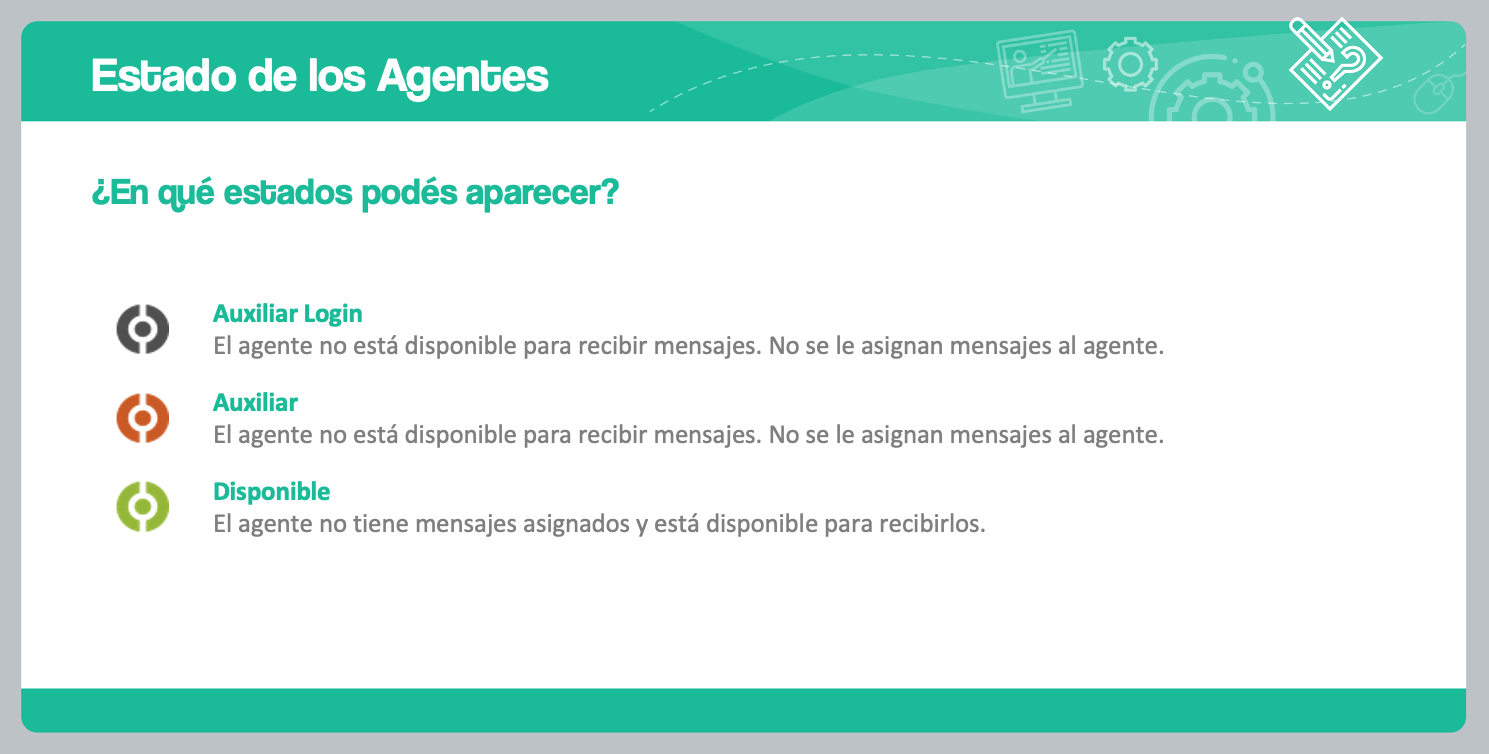 Estado de los Agentes
¿En qué estados podés aparecer?
Auxiliar Login
El agente no está disponible para recibir mensajes. No se le asignan mensajes al agente.
Auxiliar
El agente no está disponible para recibir mensajes. No se le asignan mensajes al agente.
Disponible
El agente no tiene mensajes asignados y está disponible para recibirlos.